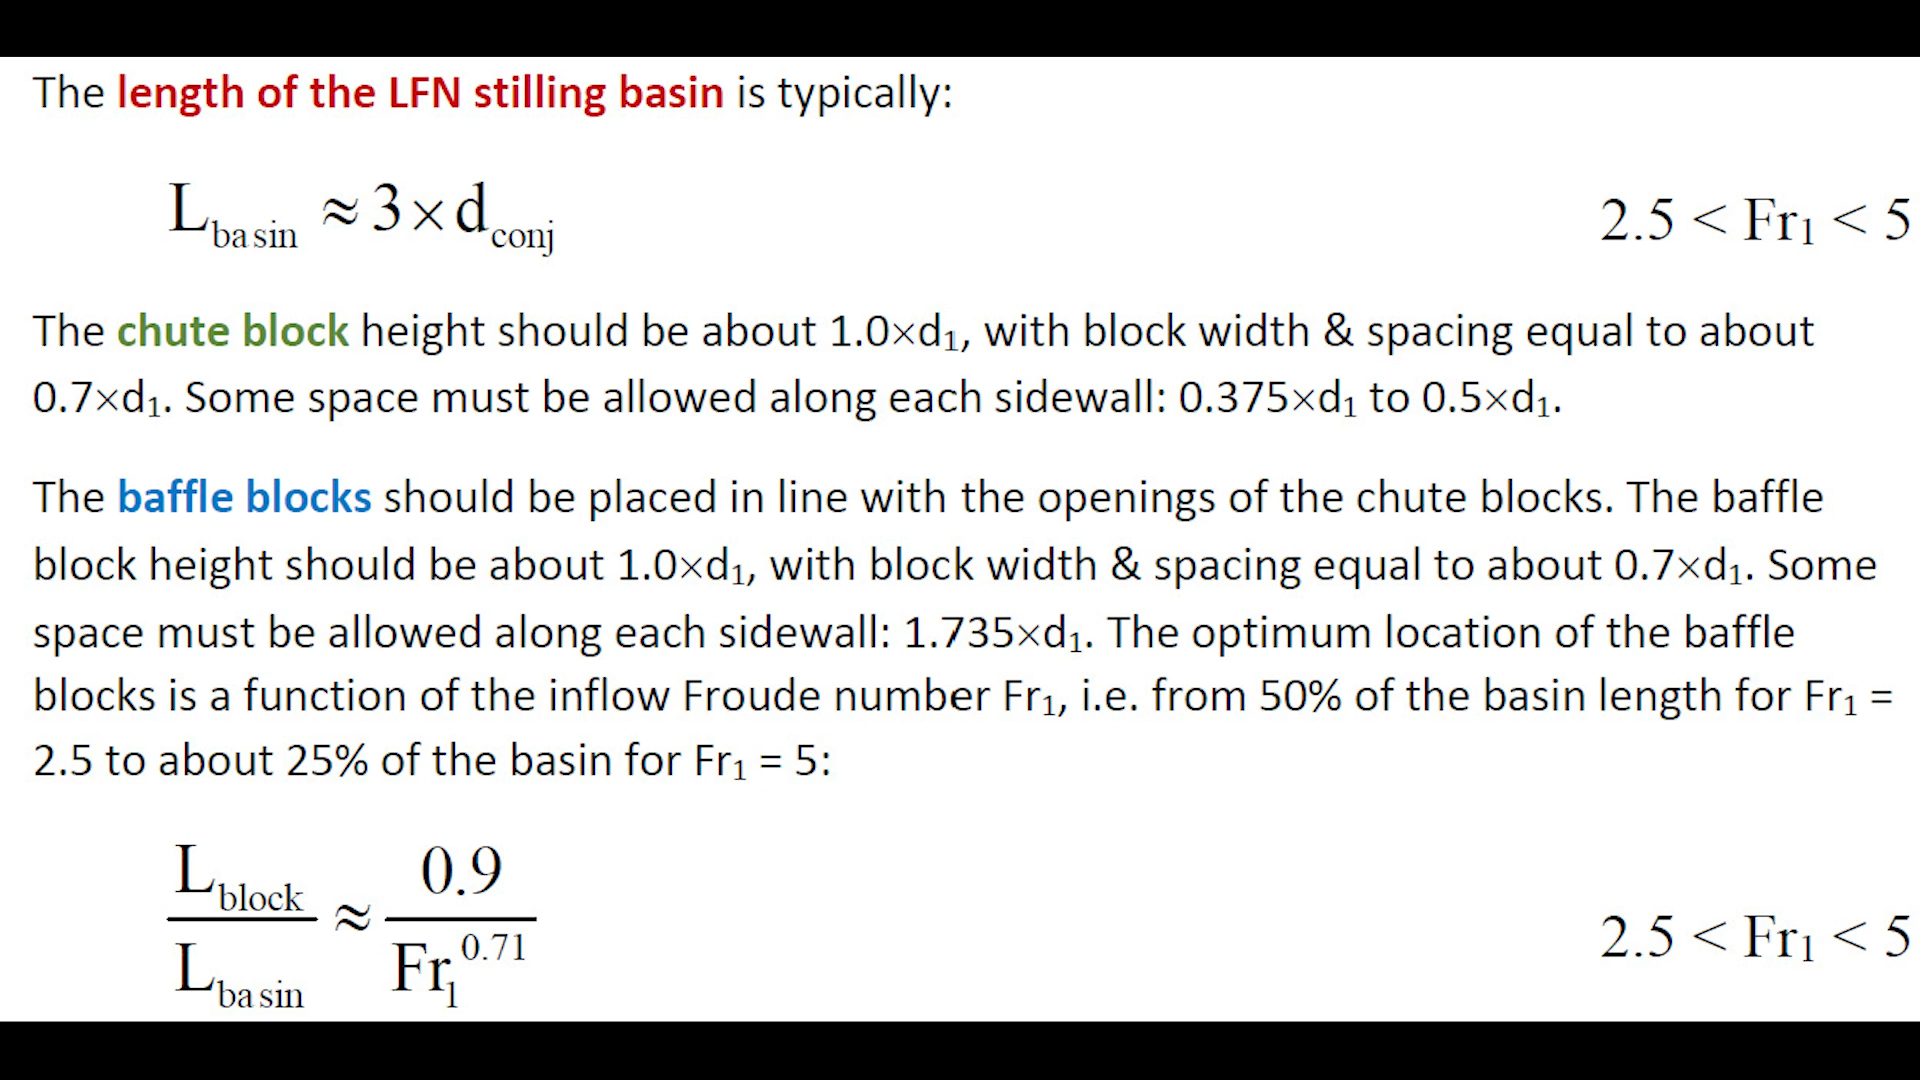 The length of the LFN stilling basin is typically:
L_basin ≈ 3 × d_conj 2.5 < Fr₁ < 5
The chute block height should be about 1.0×d₁, with block width & spacing equal to about
0.7×d₁. Some space must be allowed along each sidewall: 0.375×d₁ to 0.5×d₁.
The baffle blocks should be placed in line with the openings of the chute blocks. The baffle
block height should be about 1.0×d₁, with block width & spacing equal to about 0.7×d₁. Some
space must be allowed along each sidewall: 1.735×d₁. The optimum location of the baffle
blocks is a function of the inflow Froude number Fr₁, i.e. from 50% of the basin length for Fr₁ =
2.5 to about 25% of the basin for Fr₁ = 5:
L_block / L_basin ≈ 0.9 / Fr₁^0.71 2.5 < Fr₁ < 5